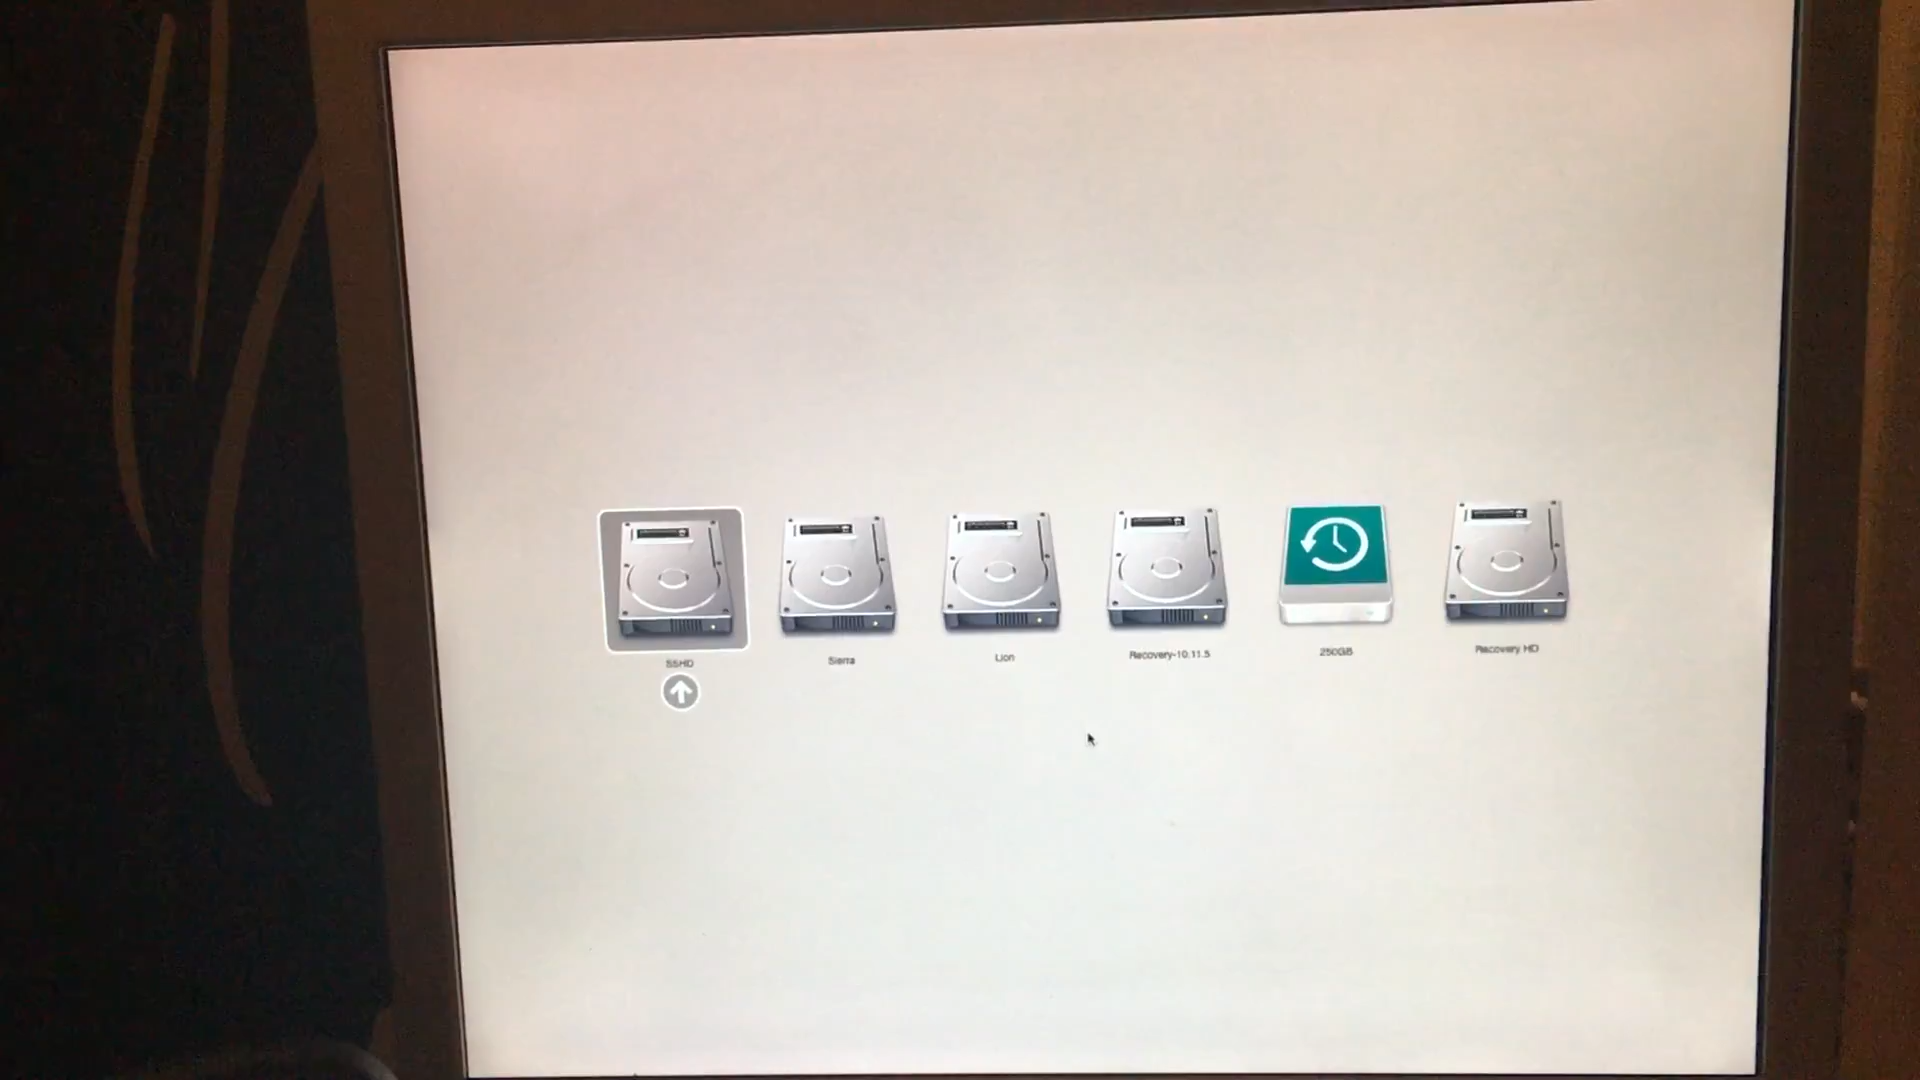 SSHD
Sierra
Lion
Recovery-10.11.5
250GB
Recovery HD